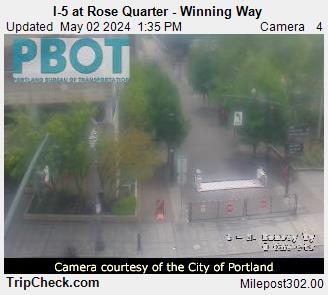 I-5 at Rose Quarter - Winning Way
Updated May 02 2024 1:35 PM Camera 4
PBOT
PORTLAND BUREAU OF TRANSPORTATION
Camera courtesy of the City of Portland
TripCheck.com Milepost302.00